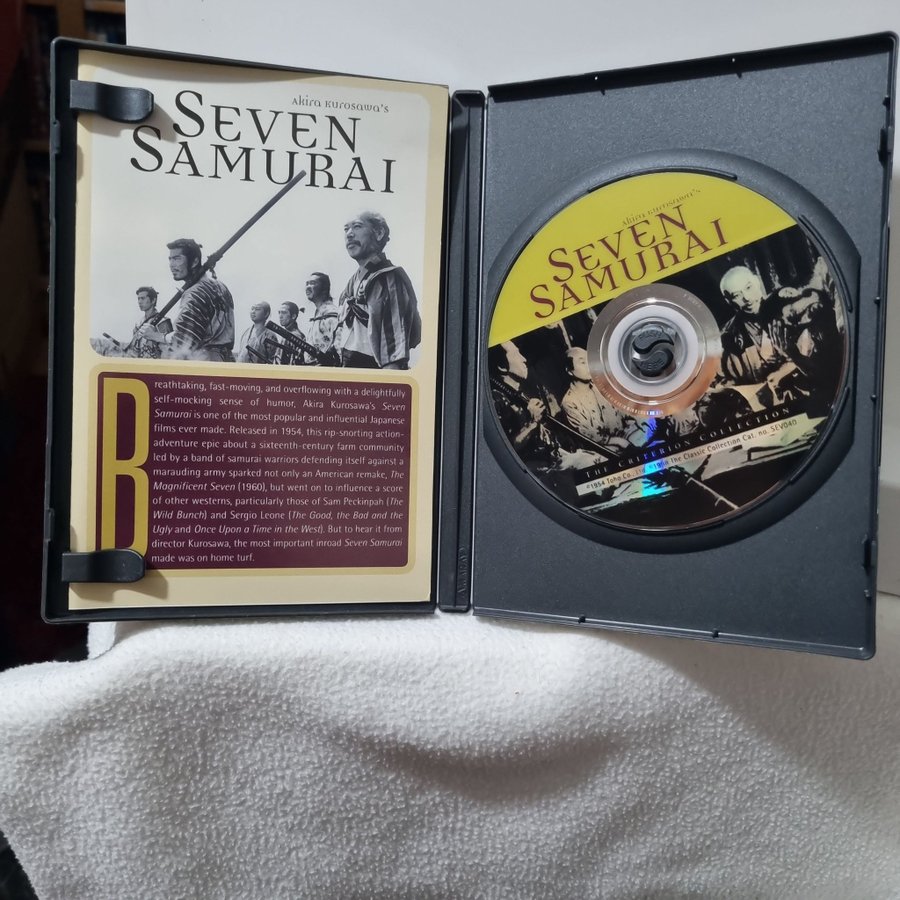 Akira Kurosawa's
SEVEN
SAMURAI
Breathtaking, fast-moving, and overflowing with a delightfully
self-mocking sense of humor, Akira Kurosawa's Seven
Samurai is one of the most popular and influential Japanese
films ever made. Released in 1954, this rip-snorting action-
adventure epic about a sixteenth-century farm community
led by a band of samurai warriors defending itself against a
marauding army sparked not only an American remake, The
Magnificent Seven (1960), but went on to influence a score
of other westerns, particularly those of Sam Peckinpah (The
Wild Bunch) and Sergio Leone (The Good, the Bad and the
Ugly and Once Upon a Time in the West). But to hear it from
director Kurosawa, the most important inroad Seven Samurai
made was on home turf.
AMARAY
Akira Kurosawa's
SEVEN
SAMURAI
THE CRITERION COLLECTION
©1954 Toho Co., Ltd. ©1998 The Classic Collection Cat. no. SEV040